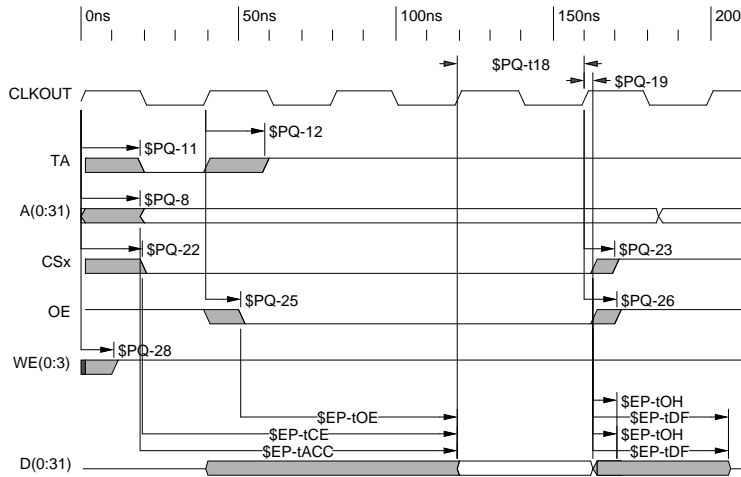 0ns 50ns 100ns 150ns 200
$PQ-t18
$PQ-19
CLKOUT
$PQ-12
$PQ-11
TA
$PQ-8
A(0:31)
$PQ-22 $PQ-23
CSx
$PQ-25 $PQ-26
OE
$PQ-28
WE(0:3)
$EP-tOH
$EP-tOE $EP-tDF
$EP-tCE $EP-tOH
$EP-tACC $EP-tDF
D(0:31)